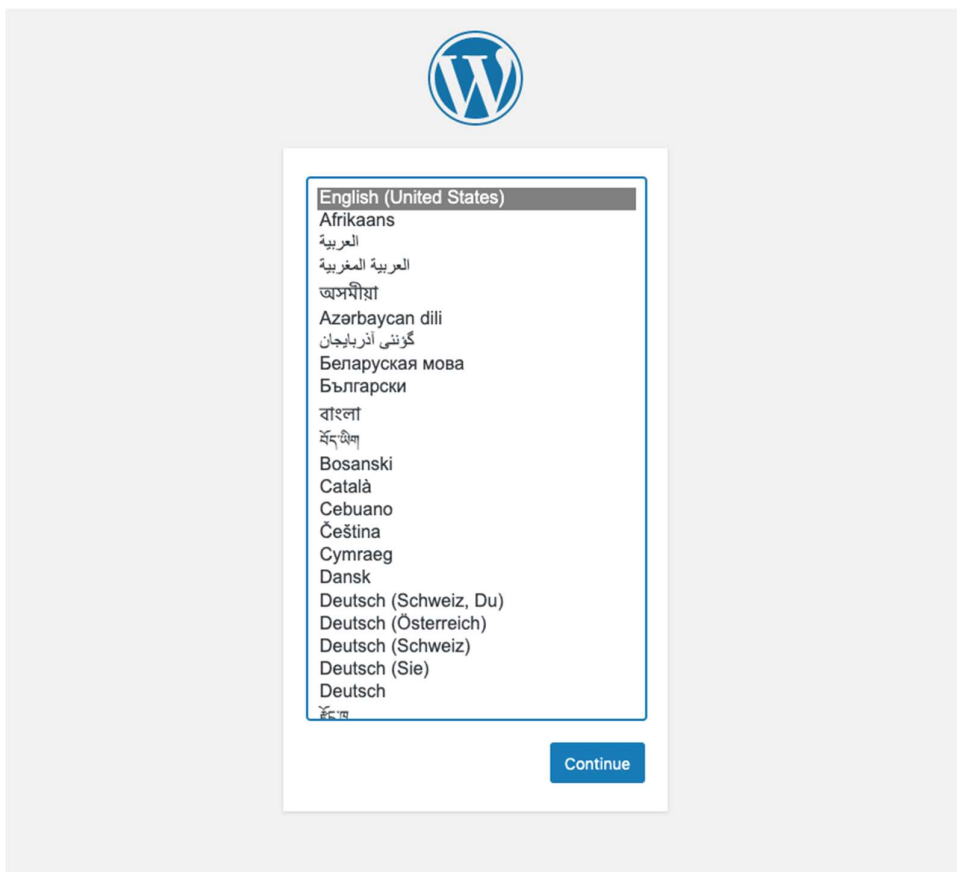 English (United States)
Afrikaans
العربية
العربية المغربية
অসমীয়া
Azərbaycan dili
گؤنئی آذربایجان
Беларуская мова
Български
বাংলা
བོད་ཡིག
Bosanski
Català
Cebuano
Čeština
Cymraeg
Dansk
Deutsch (Schweiz, Du)
Deutsch (Österreich)
Deutsch (Schweiz)
Deutsch (Sie)
Deutsch
རྫོང་ཁ
Continue